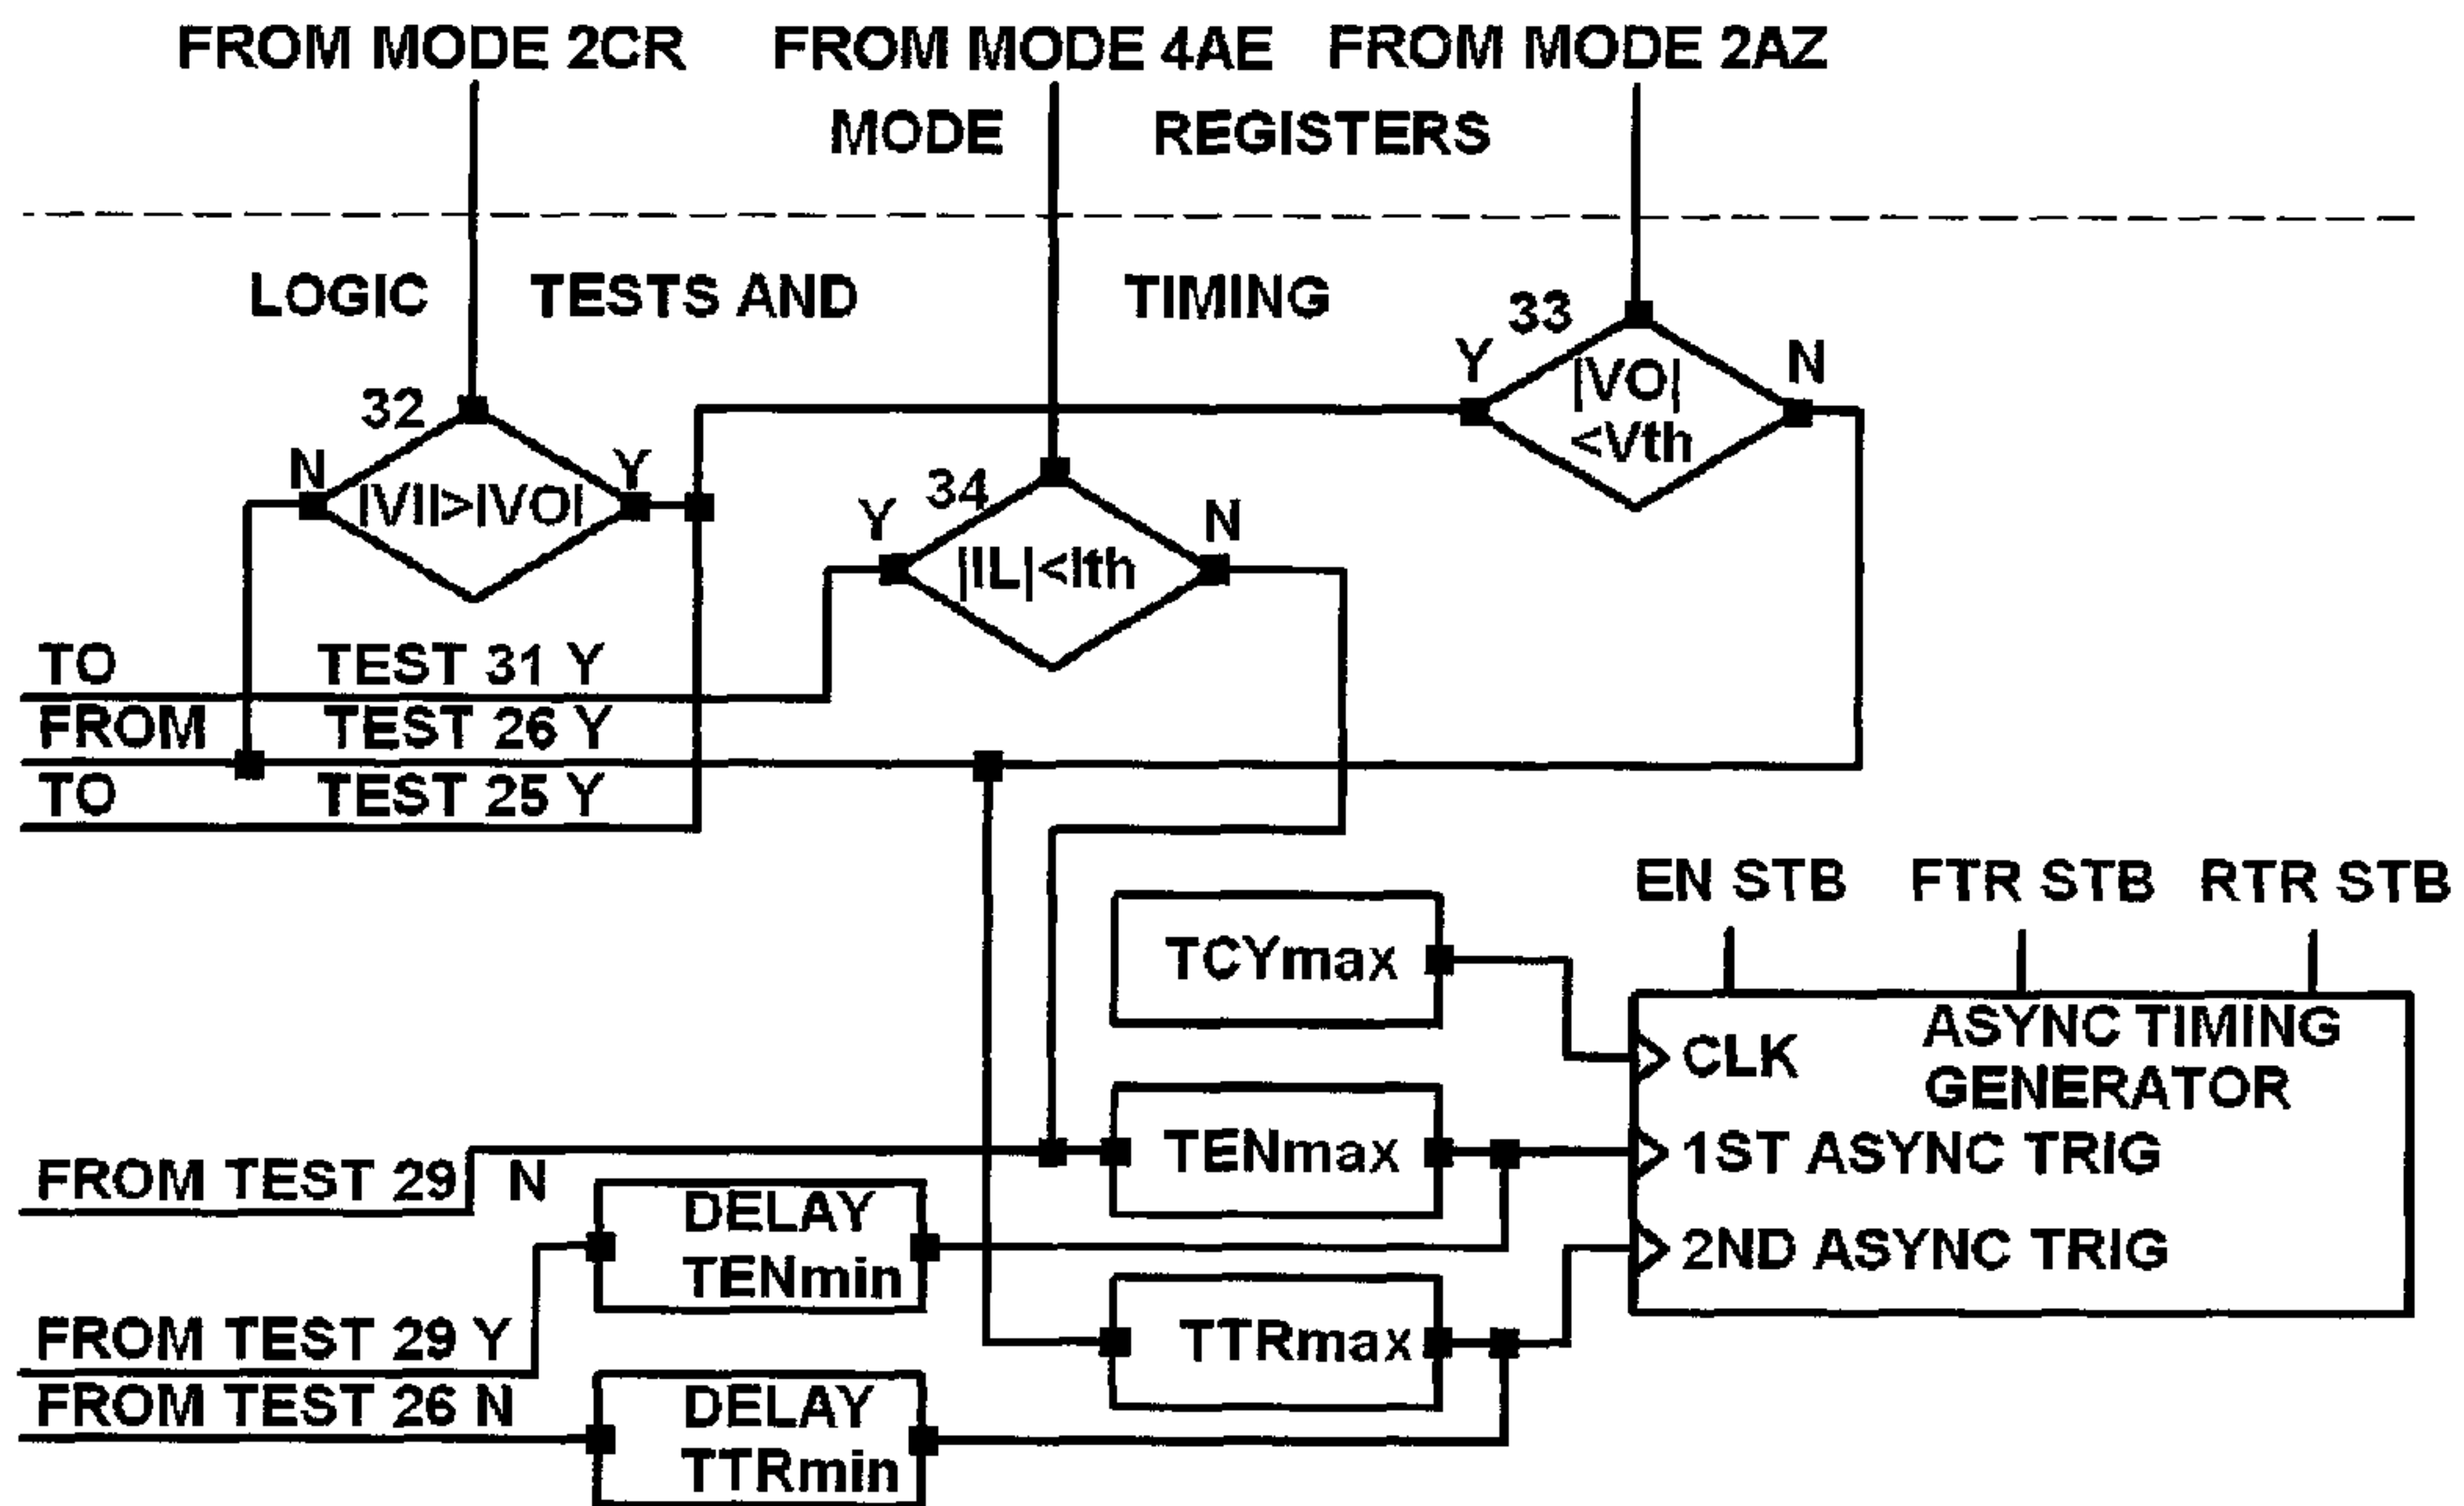 FROM MODE 2CR FROM MODE 4AE FROM MODE 2AZ
MODE REGISTERS
LOGIC TESTS AND TIMING
33
Y |VO| N
<Vth
32
N |VI|>|VO| Y
34
Y |IL|<Ith N
TO TEST 31 Y
FROM TEST 26 Y
TO TEST 25 Y
EN STB FTR STB RTR STB
TCYmax
ASYNC TIMING
CLK GENERATOR
TENmax
1ST ASYNC TRIG
2ND ASYNC TRIG
FROM TEST 29 N
DELAY
TENmin
FROM TEST 29 Y
TTRmax
FROM TEST 26 N
DELAY
TTRmin